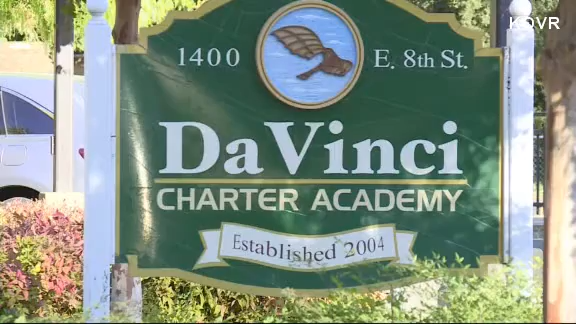 KOVR
1400 E. 8th St.
DaVinci
CHARTER ACADEMY
Established 2004